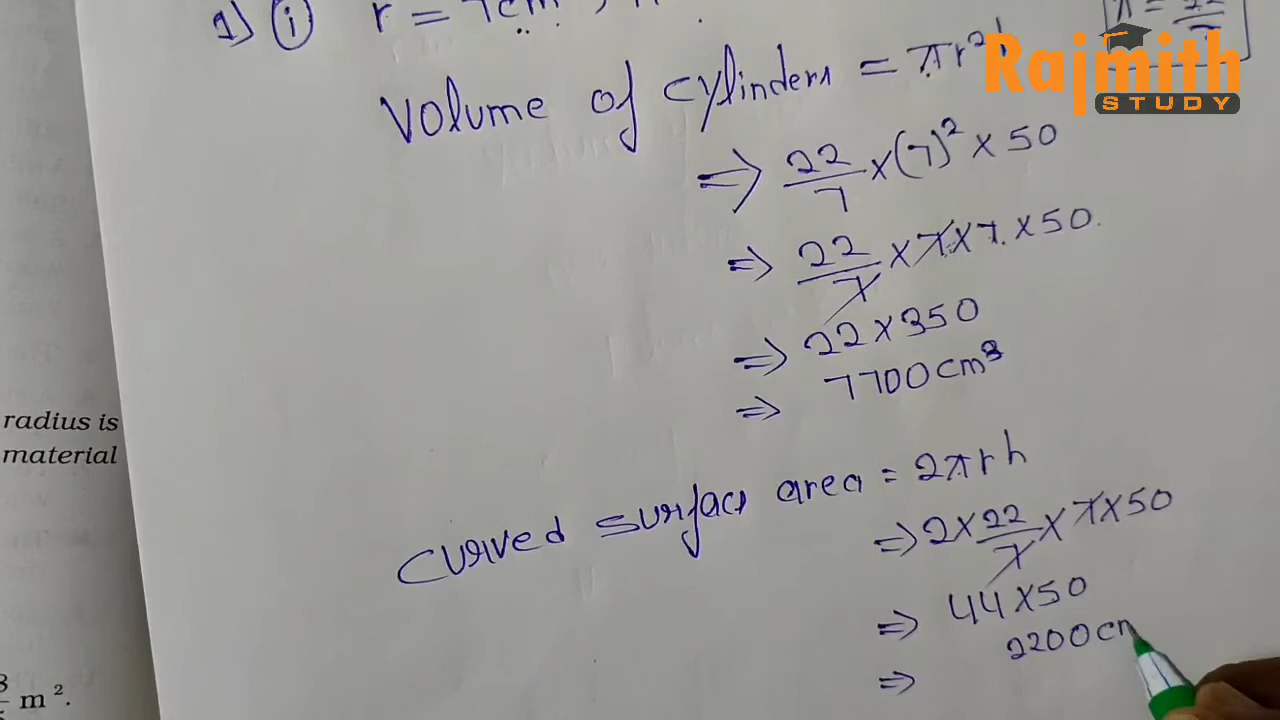 1) i r = 7cm,
Volume of cylinders = πr²h
Rajmith
STUDY
⇒ 22/7 × (7)² × 50
⇒ 22/7 × 7 × 7 × 50.
⇒ 22 × 350
⇒ 7700 cm³
radius is
material
Curved surface area = 2πrh
⇒ 2 × 22/7 × 7 × 50
⇒ 44 × 50
⇒ 2200 cm
m².